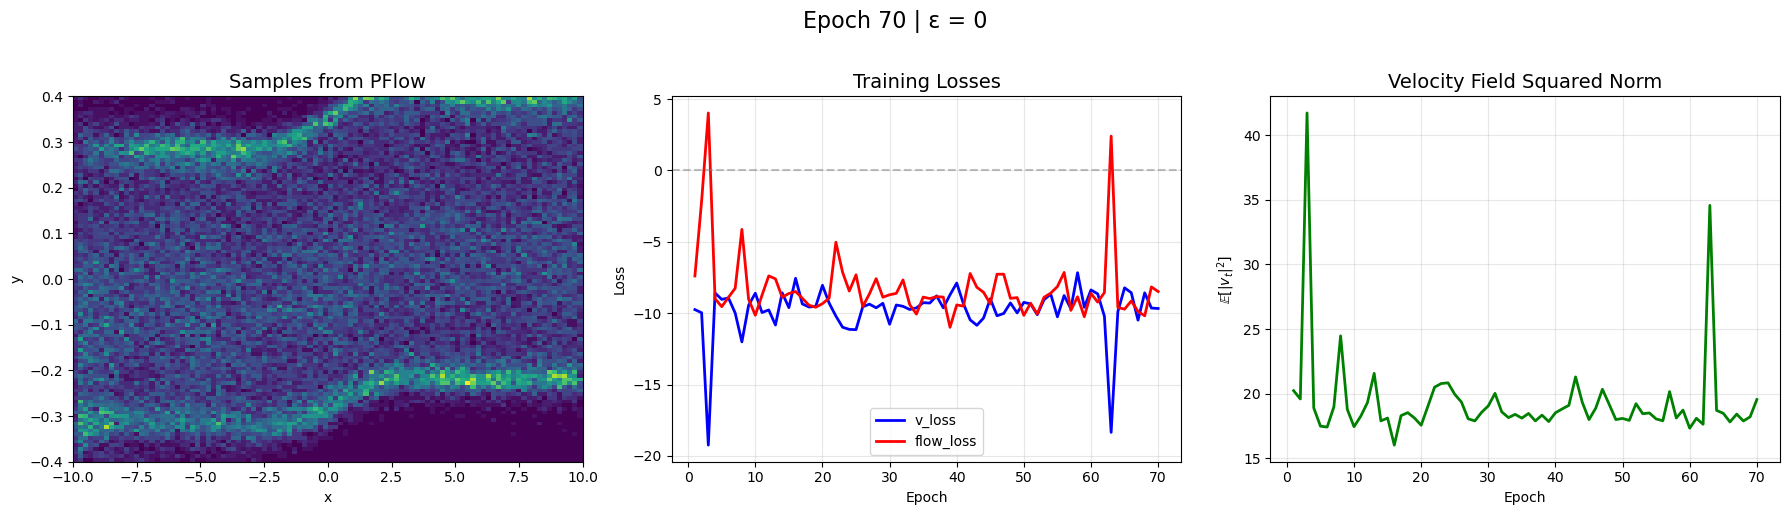 Epoch 70 | ε = 0
Samples from PFlow
0.4
0.3
0.2
0.1
0.0
−0.1
−0.2
−0.3
−0.4
y
−10.0 −7.5 −5.0 −2.5 0.0 2.5 5.0 7.5 10.0
x
Training Losses
5
0
−5
−10
−15
−20
Loss
v_loss
flow_loss
0 10 20 30 40 50 60 70
Epoch
Velocity Field Squared Norm
40
35
30
25
20
15
𝔼[||v_t|²]
0 10 20 30 40 50 60 70
Epoch